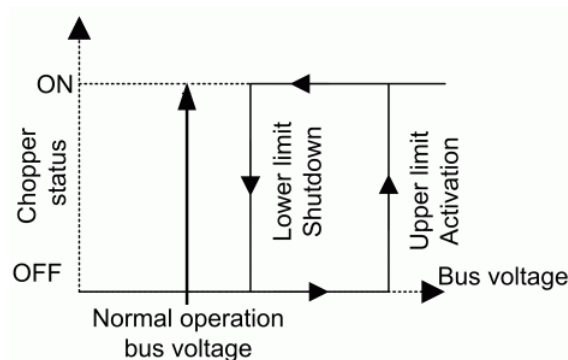 ON
Chopper
status
OFF
Lower limit
Shutdown
Upper limit
Activation
Bus voltage
Normal operation
bus voltage